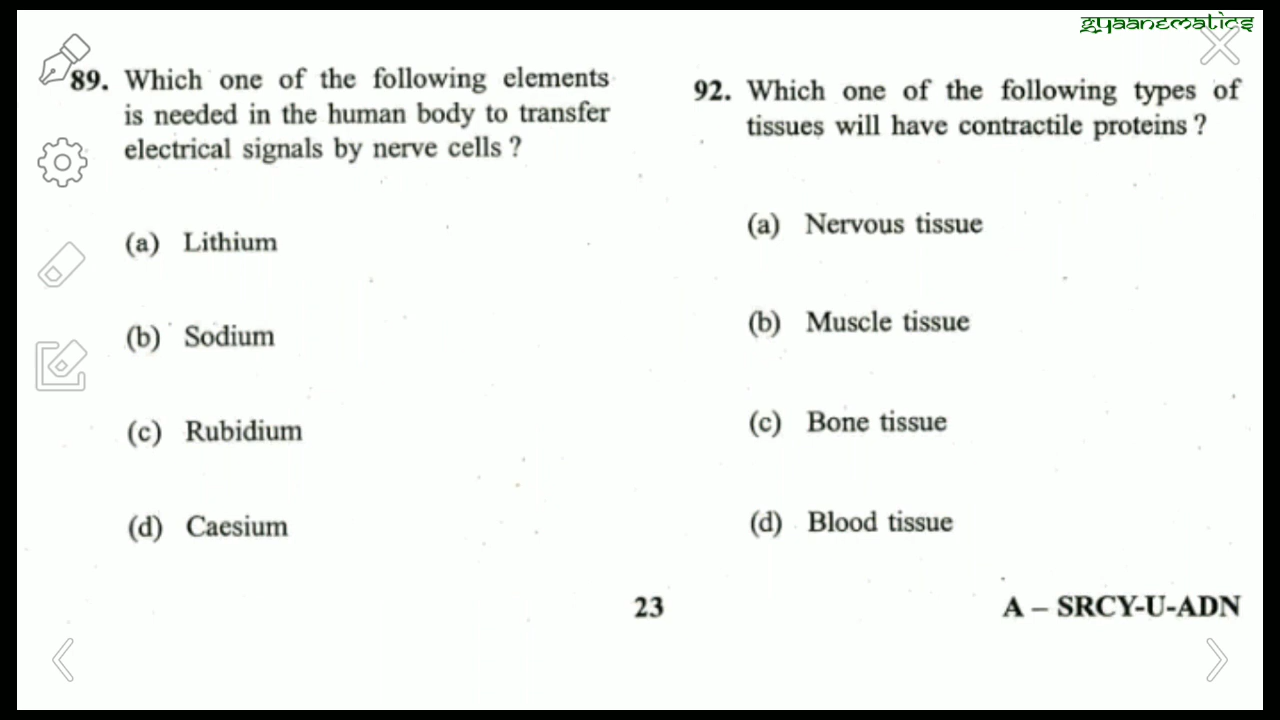 gyaanematics
89. Which one of the following elements
is needed in the human body to transfer
electrical signals by nerve cells ?
(a) Lithium
(b) Sodium
(c) Rubidium
(d) Caesium
92. Which one of the following types of
tissues will have contractile proteins ?
(a) Nervous tissue
(b) Muscle tissue
(c) Bone tissue
(d) Blood tissue
23
A – SRCY-U-ADN